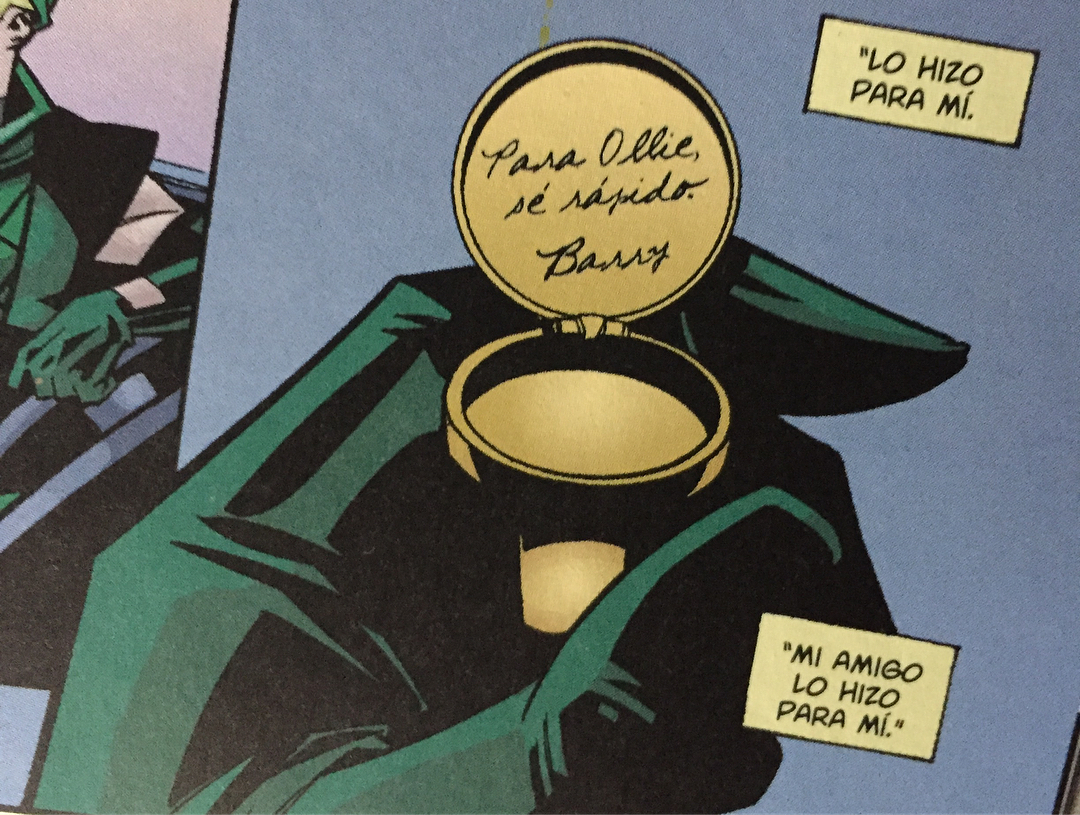 "LO HIZO
PARA MÍ.
Para Ollie,
sé rápido.
Barry
"MI AMIGO
LO HIZO
PARA MÍ."